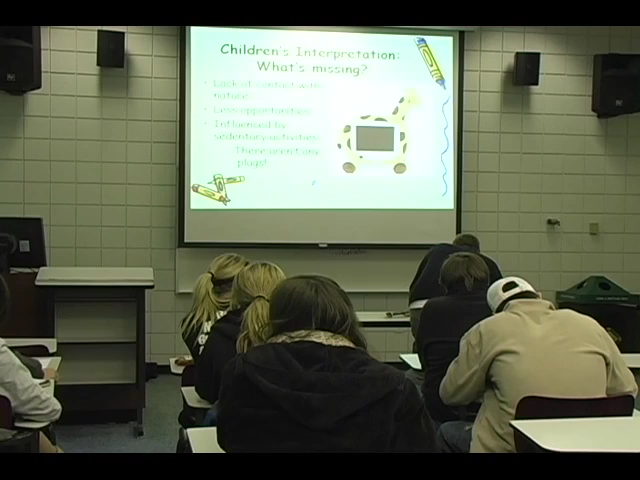 Children's Interpretation:
What's missing?
• Lack of contact with
nature
• Less opportunities
• Influenced by
sedentary activities
There aren't any
plugs!